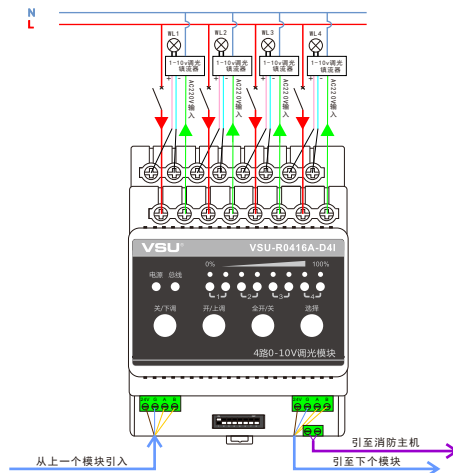 N
L
WL1 WL2 WL3 WL4
1-10v调光 镇流器 1-10v调光 镇流器 1-10v调光 镇流器 1-10v调光 镇流器
+ - + - + - + -
AC220V输入 AC220V输入 AC220V输入 AC220V输入
VSU® VSU-R0416A-D4I
0% 100%
电源 总线
1 2 3 4
关/下调 开/上调 全开/关 选择
4路0-10V调光模块
24V G A B 24V G A B
引至消防主机
从上一个模块引入 引至下个模块